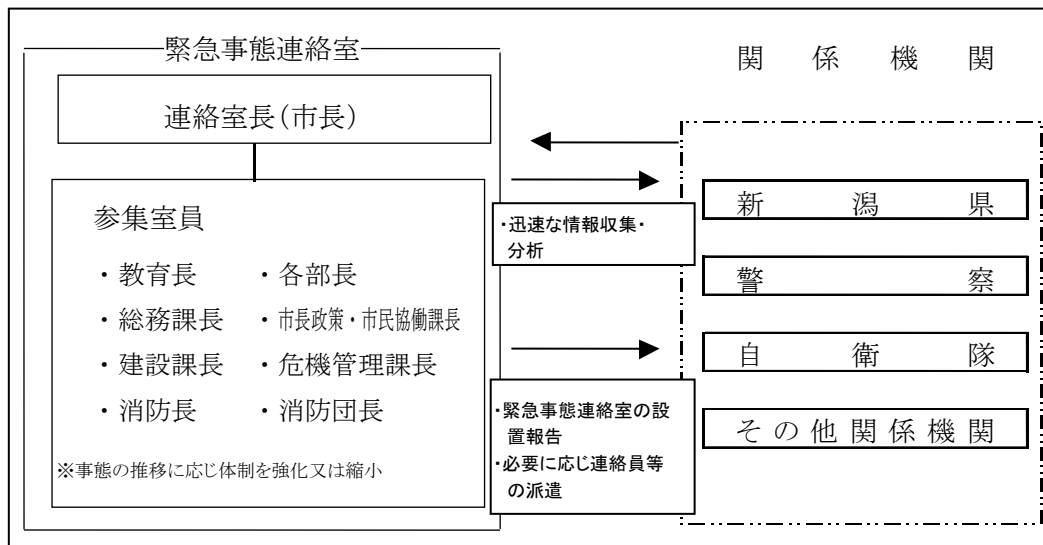 緊急事態連絡室
連絡室長(市長)
参集室員
・教育長 ・各部長
・総務課長 ・市長政策・市民協働課長
・建設課長 ・危機管理課長
・消防長 ・消防団長
※事態の推移に応じ体制を強化又は縮小
・迅速な情報収集・
分析
・緊急事態連絡室の設
置報告
・必要に応じ連絡員等
の派遣
関係機関
新潟県
警察
自衛隊
その他関係機関